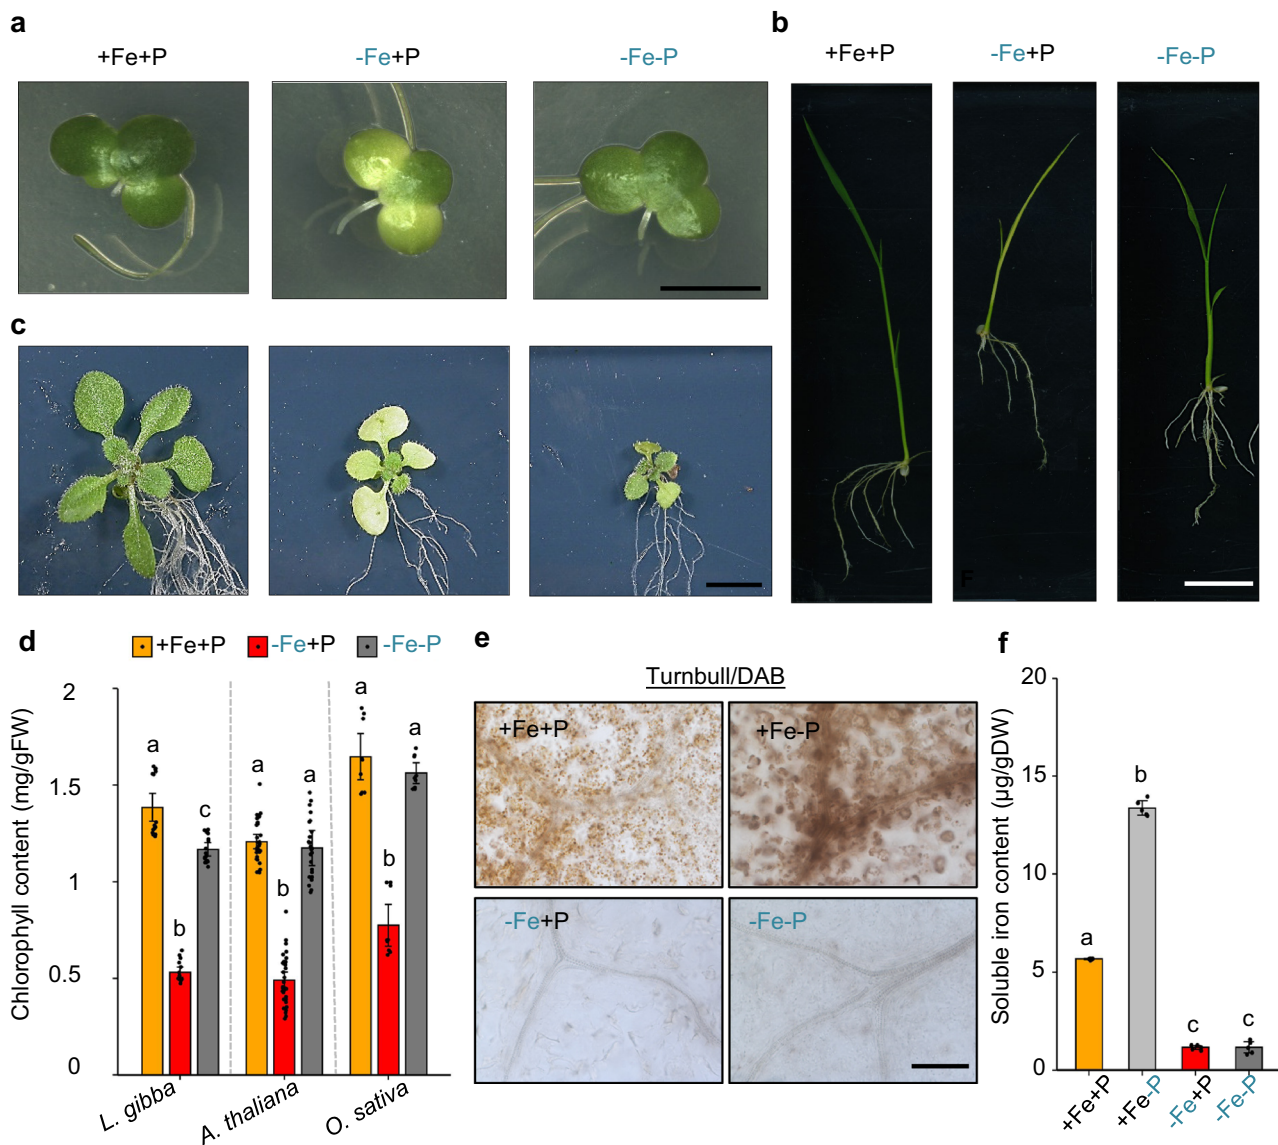 a
+Fe+P
-Fe+P
-Fe-P
b
+Fe+P
-Fe+P
-Fe-P
c
F
d
+Fe+P
-Fe+P
-Fe-P
Chlorophyll content (mg/gFW)
2
1.5
1
0.5
0
a
b
c
a
b
a
a
b
a
L. gibba
A. thaliana
O. sativa
e
Turnbull/DAB
+Fe+P
+Fe-P
-Fe+P
-Fe-P
f
Soluble iron content (µg/gDW)
20
15
10
5
0
a
b
c
c
+Fe+P
+Fe-P
-Fe+P
-Fe-P